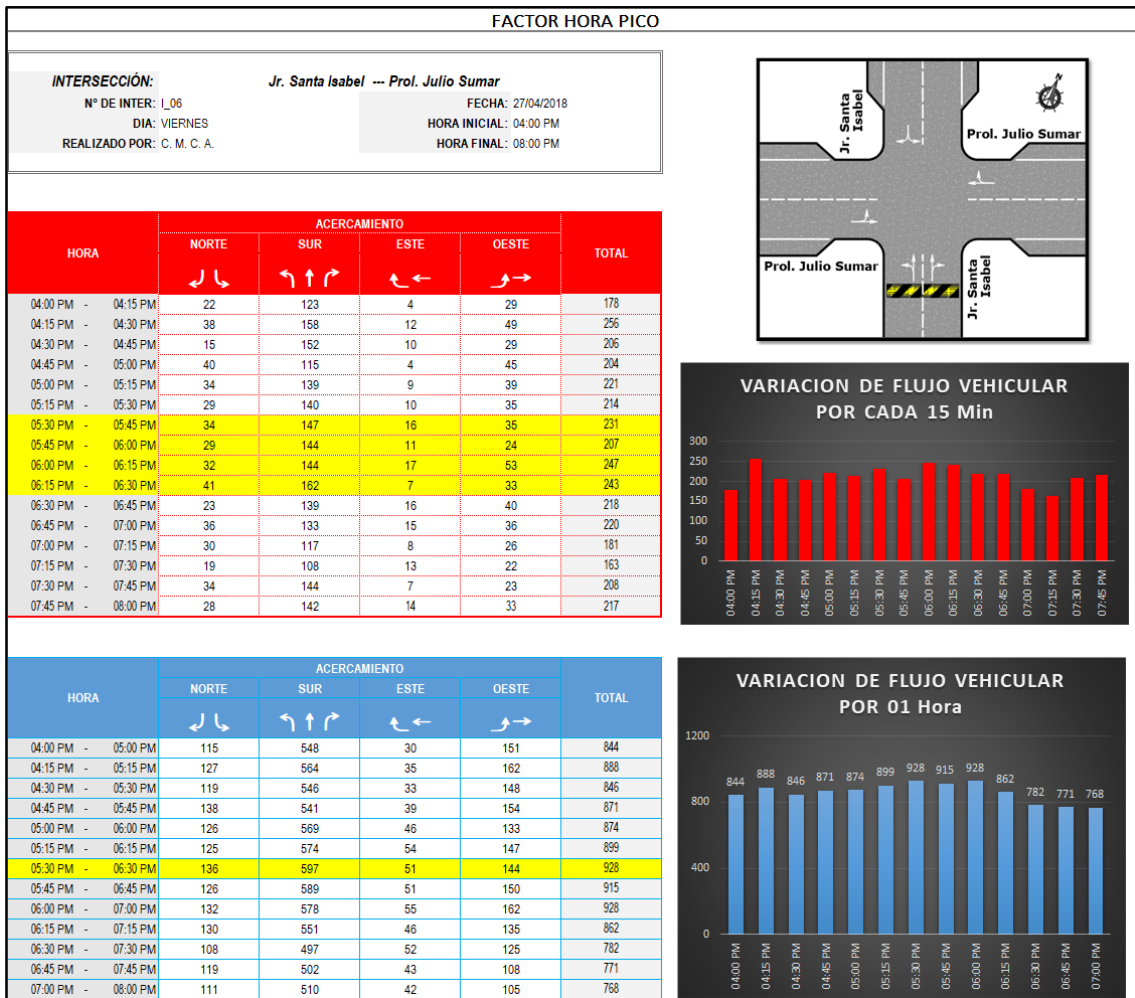 FACTOR HORA PICO
INTERSECCIÓN: Jr. Santa Isabel --- Prol. Julio Sumar
N° DE INTER: I_06 FECHA: 27/04/2018
DIA: VIERNES HORA INICIAL: 04:00 PM
REALIZADO POR: C. M. C. A. HORA FINAL: 08:00 PM
Jr. Santa
Isabel
Prol. Julio Sumar
Prol. Julio Sumar
Jr. Santa
Isabel
N
HORA ACERCAMIENTO TOTAL
NORTE SUR ESTE OESTE
04:00 PM - 04:15 PM 22 123 4 29 178
04:15 PM - 04:30 PM 38 158 12 49 256
04:30 PM - 04:45 PM 15 152 10 29 206
04:45 PM - 05:00 PM 40 115 4 45 204
05:00 PM - 05:15 PM 34 139 9 39 221
05:15 PM - 05:30 PM 29 140 10 35 214
05:30 PM - 05:45 PM 34 147 16 35 231
05:45 PM - 06:00 PM 29 144 11 24 207
06:00 PM - 06:15 PM 32 144 17 53 247
06:15 PM - 06:30 PM 41 162 7 33 243
06:30 PM - 06:45 PM 23 139 16 40 218
06:45 PM - 07:00 PM 36 133 15 36 220
07:00 PM - 07:15 PM 30 117 8 26 181
07:15 PM - 07:30 PM 19 108 13 22 163
07:30 PM - 07:45 PM 34 144 7 23 208
07:45 PM - 08:00 PM 28 142 14 33 217
VARIACION DE FLUJO VEHICULAR
POR CADA 15 Min
300
250
200
150
100
50
0
04:00 PM 04:15 PM 04:30 PM 04:45 PM 05:00 PM 05:15 PM 05:30 PM 05:45 PM 06:00 PM 06:15 PM 06:30 PM 06:45 PM 07:00 PM 07:15 PM 07:30 PM 07:45 PM
HORA ACERCAMIENTO TOTAL
NORTE SUR ESTE OESTE
04:00 PM - 05:00 PM 115 548 30 151 844
04:15 PM - 05:15 PM 127 564 35 162 888
04:30 PM - 05:30 PM 119 546 33 148 846
04:45 PM - 05:45 PM 138 541 39 154 871
05:00 PM - 06:00 PM 126 569 46 133 874
05:15 PM - 06:15 PM 125 574 54 147 899
05:30 PM - 06:30 PM 136 597 51 144 928
05:45 PM - 06:45 PM 126 589 51 150 915
06:00 PM - 07:00 PM 132 578 55 162 928
06:15 PM - 07:15 PM 130 551 46 135 862
06:30 PM - 07:30 PM 108 497 52 125 782
06:45 PM - 07:45 PM 119 502 43 108 771
07:00 PM - 08:00 PM 111 510 42 105 768
VARIACION DE FLUJO VEHICULAR
POR 01 Hora
1200
800
400
0
844 888 846 871 874 899 928 915 928 862 782 771 768
04:00 PM 04:15 PM 04:30 PM 04:45 PM 05:00 PM 05:15 PM 05:30 PM 05:45 PM 06:00 PM 06:15 PM 06:30 PM 06:45 PM 07:00 PM